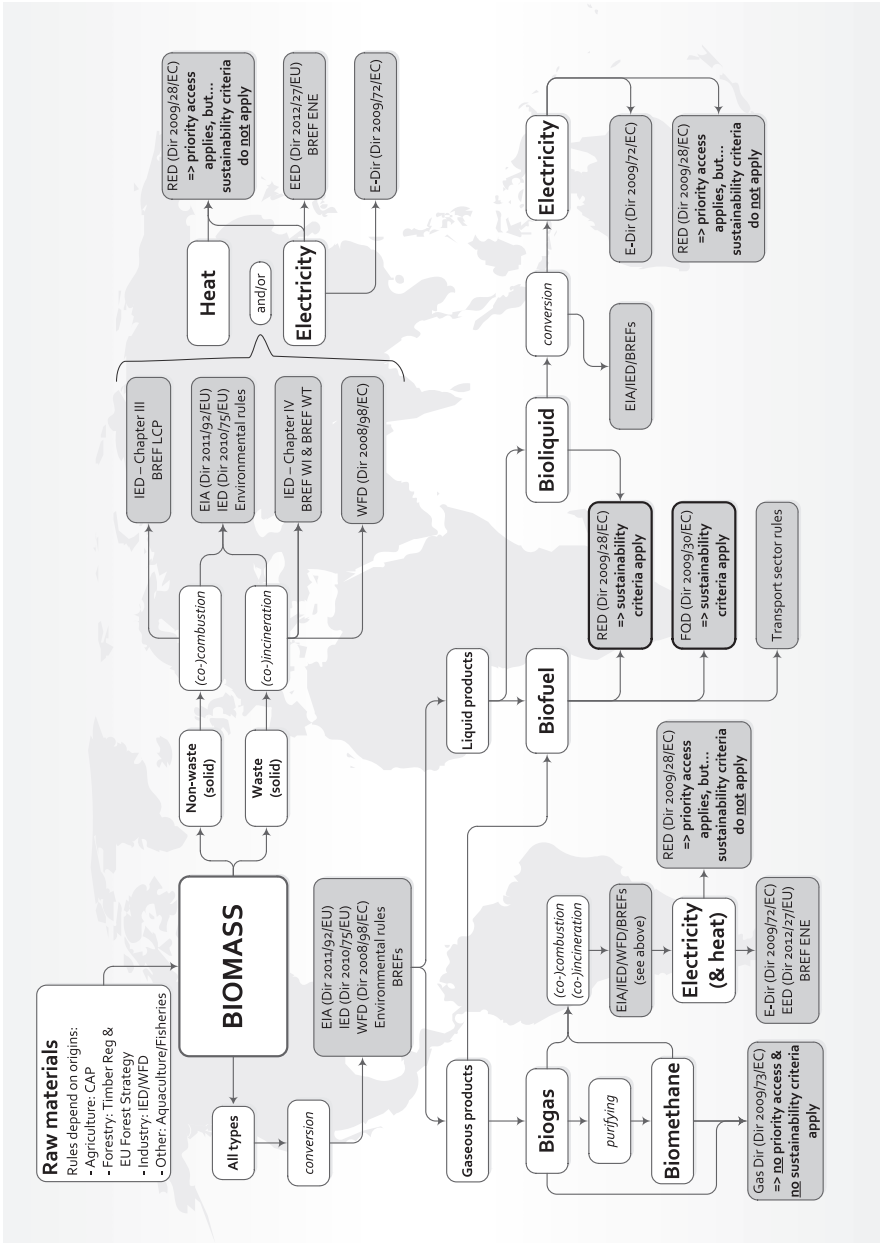 Raw materials
Rules depend on origins:
- Agriculture: CAP
- Forestry: Timber Reg &
EU Forest Strategy
- Industry: IED/WFD
- Other: Aquaculture/Fisheries
BIOMASS
All types
conversion
Non-waste
(solid)
Waste
(solid)
(co-)combustion
(co-)incineration
IED – Chapter III
BREF LCP
EIA (Dir 2011/92/EU)
IED (Dir 2010/75/EU)
Environmental rules
IED – Chapter IV
BREF WI & BREF WT
WFD (Dir 2008/98/EC)
Heat
and/or
Electricity
RED (Dir 2009/28/EC)
=> priority access
applies, but...
sustainability criteria
do not apply
EED (Dir 2012/27/EU)
BREF ENE
E-Dir (Dir 2009/72/EC)
EIA (Dir 2011/92/EU)
IED (Dir 2010/75/EU)
WFD (Dir 2008/98/EC)
Environmental rules
BREFs
Gaseous products
Liquid products
Biogas
purifying
Biomethane
Gas Dir (Dir 2009/73/EC)
=> no priority access &
no sustainability criteria
apply
(co-)combustion
(co-)incineration
EIA/IED/WFD/BREFs
(see above)
Electricity
(& heat)
E-Dir (Dir 2009/72/EC)
EED (Dir 2012/27/EU)
BREF ENE
RED (Dir 2009/28/EC)
=> priority access
applies, but...
sustainability criteria
do not apply
Biofuel
Bioliquid
RED (Dir 2009/28/EC)
=> sustainability
criteria apply
FQD (Dir 2009/30/EC)
=> sustainability
criteria apply
Transport sector rules
conversion
EIA/IED/BREFs
Electricity
E-Dir (Dir 2009/72/EC)
RED (Dir 2009/28/EC)
=> priority access
applies, but...
sustainability criteria
do not apply